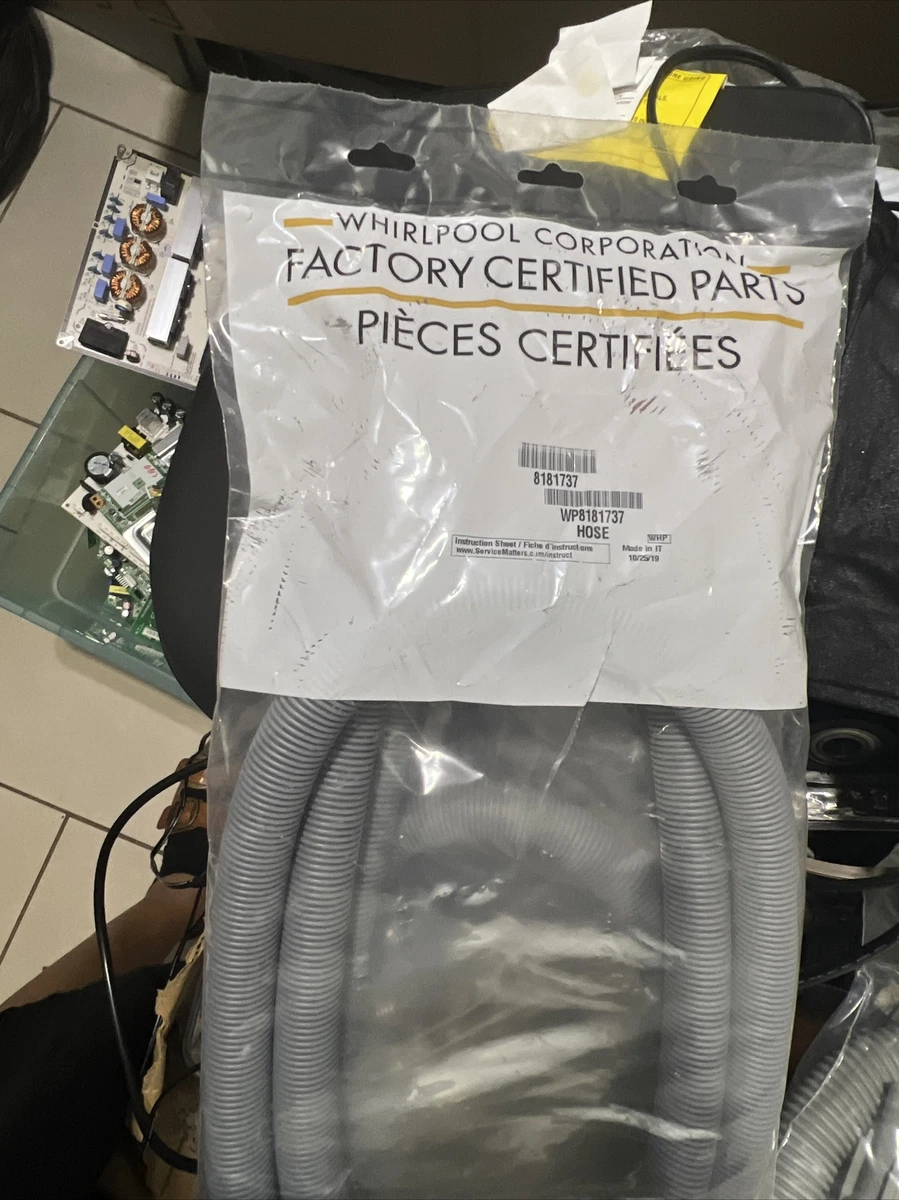 WHIRLPOOL CORPORATION
FACTORY CERTIFIED PARTS
PIÈCES CERTIFIÉES
8181737
WP8181737
HOSE
WHP
Instruction Sheet / Fiche d'instructions
www.ServiceMatters.com/instruct
Made in IT
10/25/19